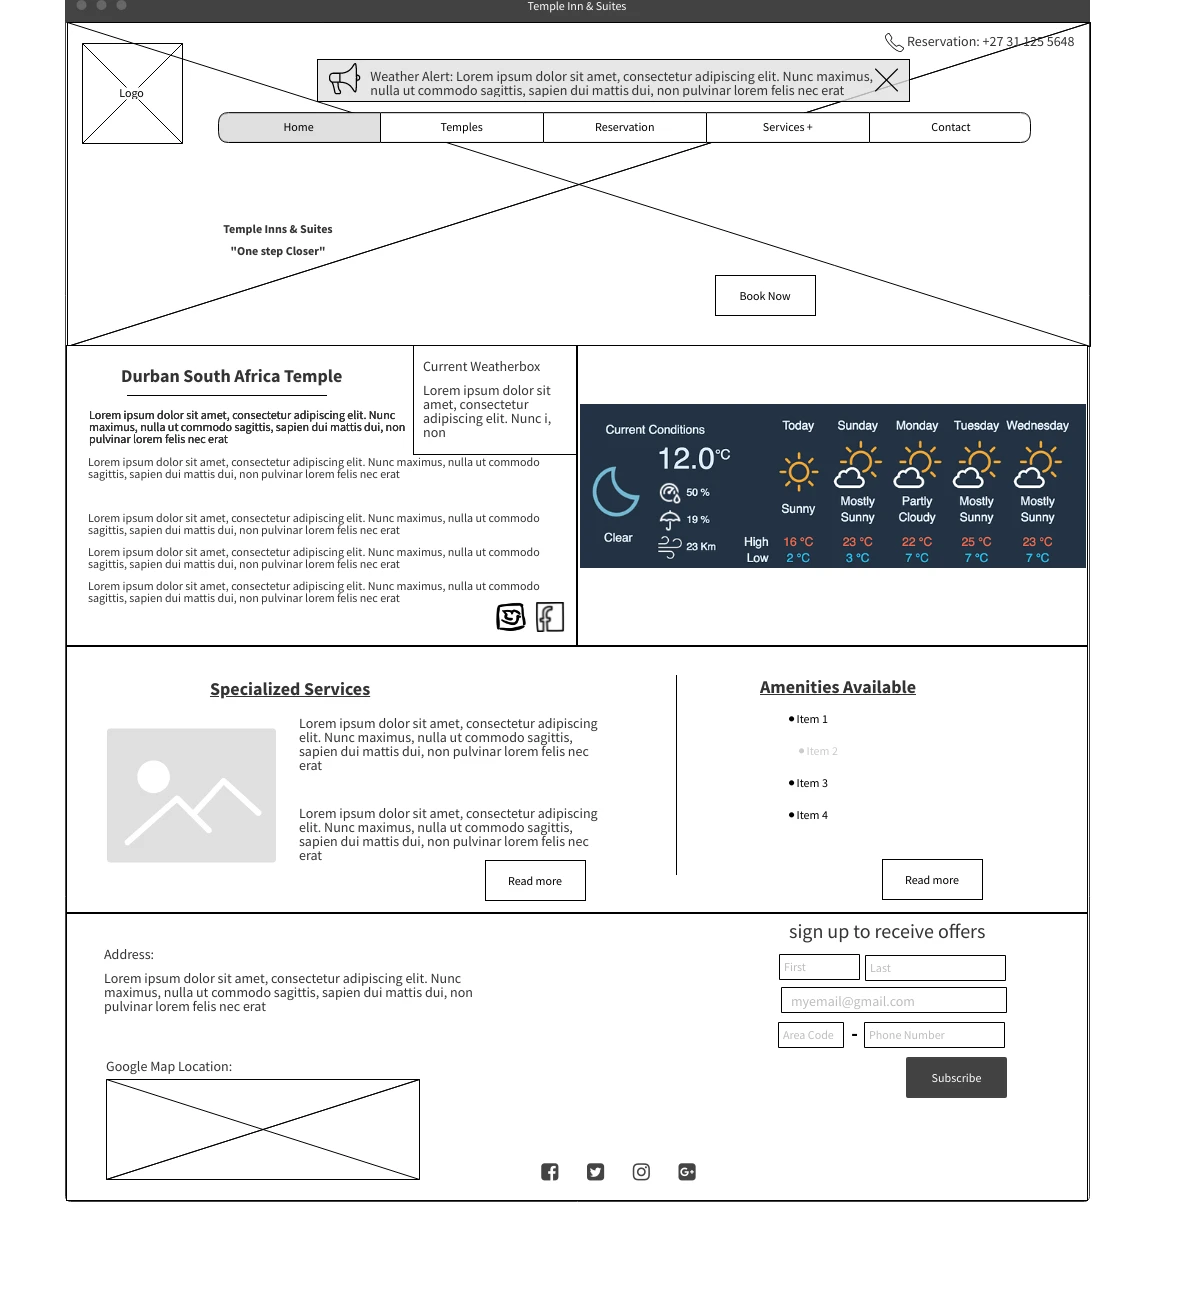 Temple Inn & Suites
Reservation: +27 31 125 5648
Logo
Weather Alert: Lorem ipsum dolor sit amet, consectetur adipiscing elit. Nunc maximus,
nulla ut commodo sagittis, sapien dui mattis dui, non pulvinar lorem felis nec erat
Home
Temples
Reservation
Services +
Contact
Temple Inns & Suites
"One step Closer"
Book Now
Durban South Africa Temple
Lorem ipsum dolor sit amet, consectetur adipiscing elit. Nunc
maximus, nulla ut commodo sagittis, sapien dui mattis dui, non
pulvinar lorem felis nec erat
Current Weatherbox
Lorem ipsum dolor sit
amet, consectetur
adipiscing elit. Nunc i,
non
Lorem ipsum dolor sit amet, consectetur adipiscing elit. Nunc maximus, nulla ut commodo
sagittis, sapien dui mattis dui, non pulvinar lorem felis nec erat
Lorem ipsum dolor sit amet, consectetur adipiscing elit. Nunc maximus, nulla ut commodo
sagittis, sapien dui mattis dui, non pulvinar lorem felis nec erat
Lorem ipsum dolor sit amet, consectetur adipiscing elit. Nunc maximus, nulla ut commodo
sagittis, sapien dui mattis dui, non pulvinar lorem felis nec erat
Lorem ipsum dolor sit amet, consectetur adipiscing elit. Nunc maximus, nulla ut commodo
sagittis, sapien dui mattis dui, non pulvinar lorem felis nec erat
Current Conditions
12.0°C
50 %
19 %
23 Km
Clear
Today Sunday Monday Tuesday Wednesday
Sunny
Mostly Sunny
Partly Cloudy
Mostly Sunny
Mostly Sunny
High 16 °C 23 °C 22 °C 25 °C 23 °C
Low 2 °C 3 °C 7 °C 7 °C 7 °C
Specialized Services
Lorem ipsum dolor sit amet, consectetur adipiscing
elit. Nunc maximus, nulla ut commodo sagittis,
sapien dui mattis dui, non pulvinar lorem felis nec
erat
Lorem ipsum dolor sit amet, consectetur adipiscing
elit. Nunc maximus, nulla ut commodo sagittis,
sapien dui mattis dui, non pulvinar lorem felis nec
erat
Read more
Amenities Available
Item 1
Item 2
Item 3
Item 4
Read more
Address:
Lorem ipsum dolor sit amet, consectetur adipiscing elit. Nunc
maximus, nulla ut commodo sagittis, sapien dui mattis dui, non
pulvinar lorem felis nec erat
Google Map Location:
sign up to receive offers
First
Last
myemail@gmail.com
Area Code - Phone Number
Subscribe